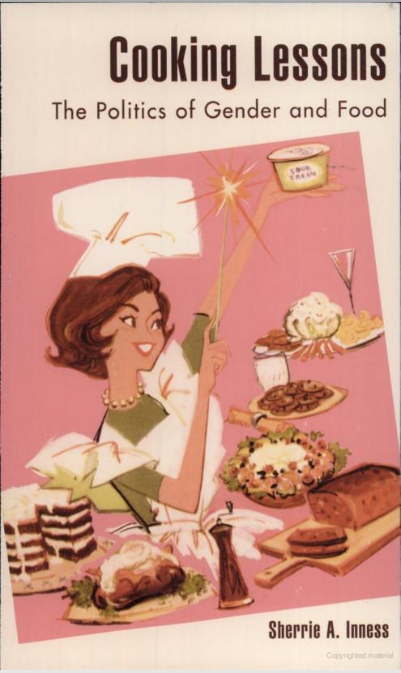 Cooking Lessons
The Politics of Gender and Food
SOUR
CREAM
Sherrie A. Inness
Copyrighted material